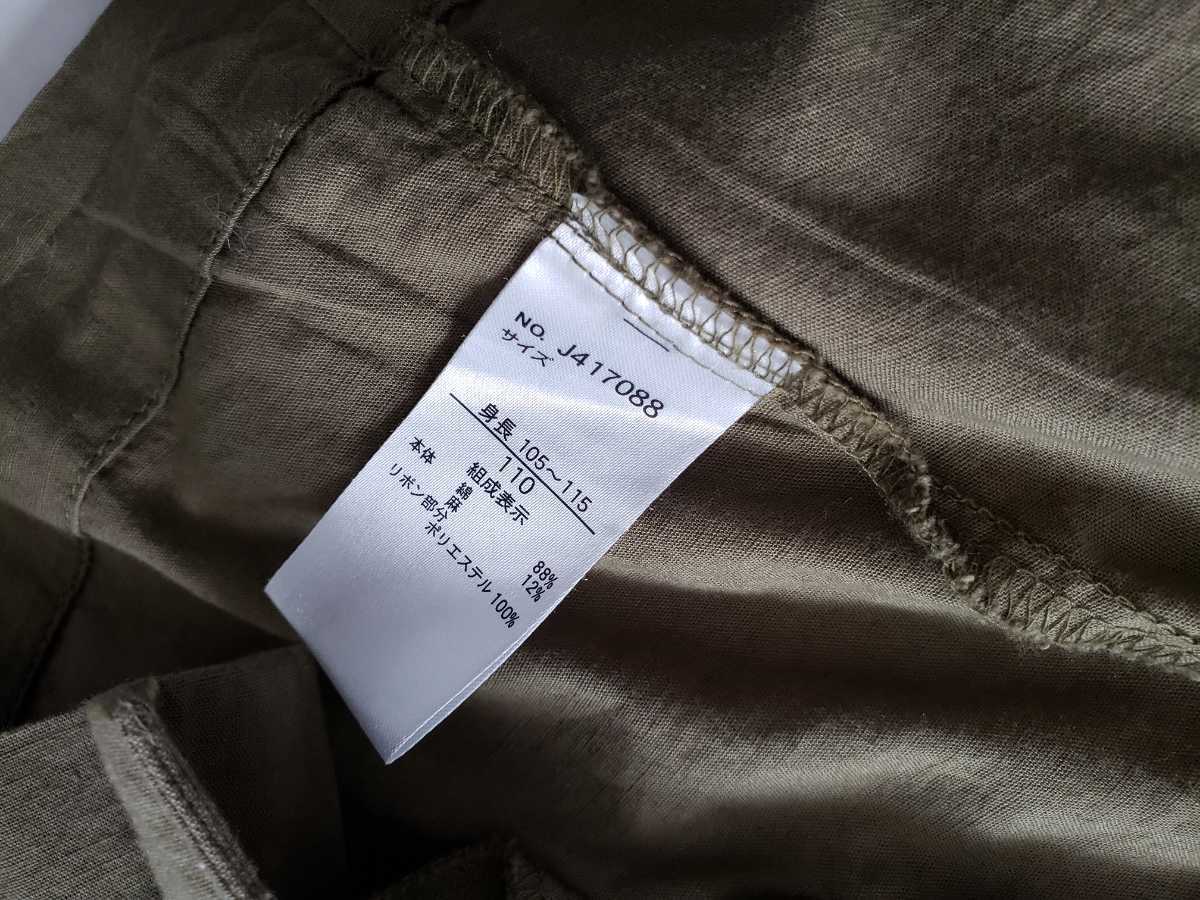 NO. J417088
サイズ
110
身長 105～115
組成表示
本体 綿 88%
麻 12%
リボン部分
ポリエステル 100%